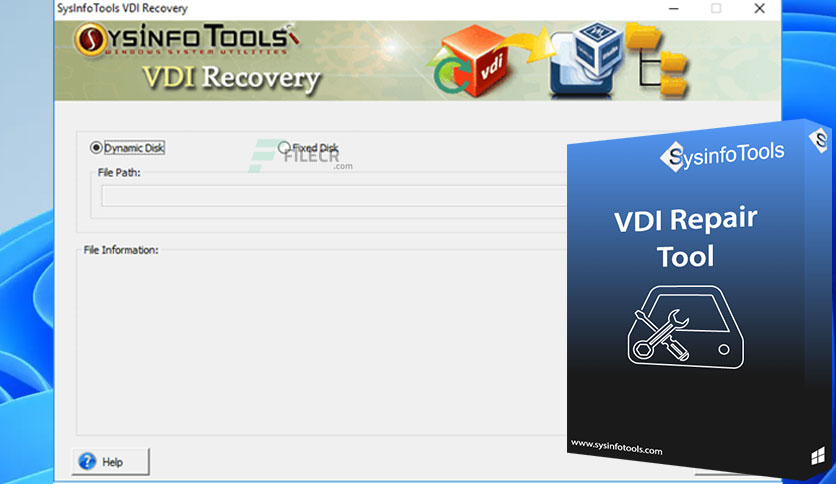 SysInfoTools VDI Recovery
SYSINFOTOOLS
WINDOWS SYSTEM UTILITIES
VDI Recovery
vdi
Dynamic Disk
Fixed Disk
FILECR
.com
File Path:
File Information:
Help
SysinfoTools
VDI Repair
Tool
www.sysinfotools.com